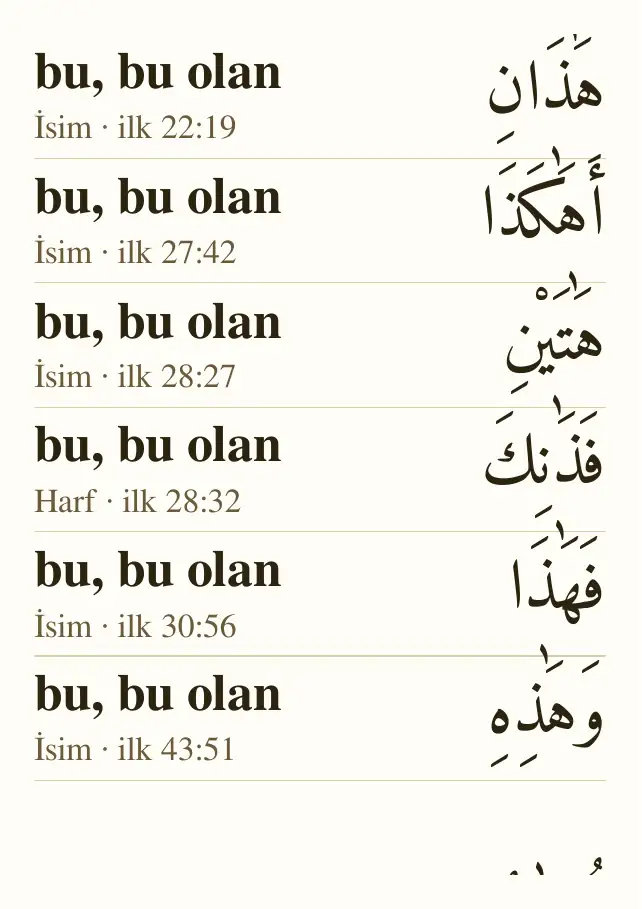 bu, bu olan هَٰذَانِ
İsim · ilk 22:19
bu, bu olan أَهَٰكَذَا
İsim · ilk 27:42
bu, bu olan هَٰتَيْنِ
İsim · ilk 28:27
bu, bu olan فَذَٰنِكَ
Harf · ilk 28:32
bu, bu olan فَهَٰذَا
İsim · ilk 30:56
bu, bu olan وَهَٰذِهِ
İsim · ilk 43:51